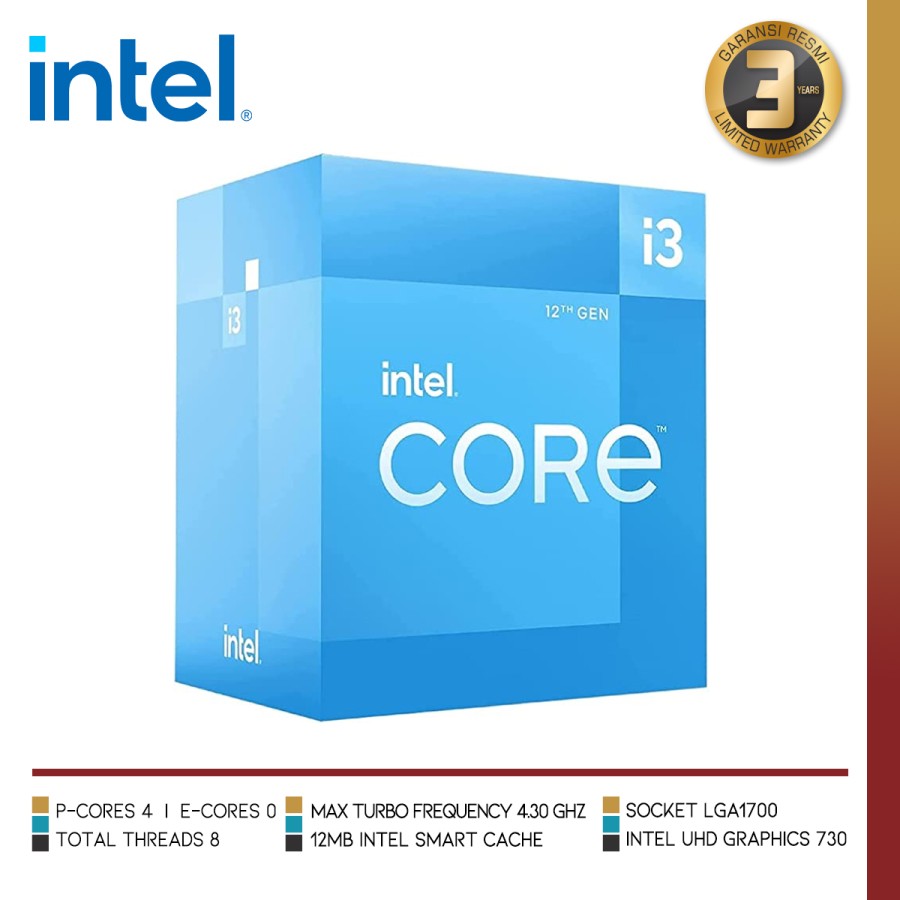 intel®
GARANSI RESMI
3 YEARS
LIMITED WARRANTY
i3
i3
12TH GEN
intel.
CORe™
intel.
P-CORES 4 | E-CORES 0
TOTAL THREADS 8
MAX TURBO FREQUENCY 4.30 GHZ
12MB INTEL SMART CACHE
SOCKET LGA1700
INTEL UHD GRAPHICS 730